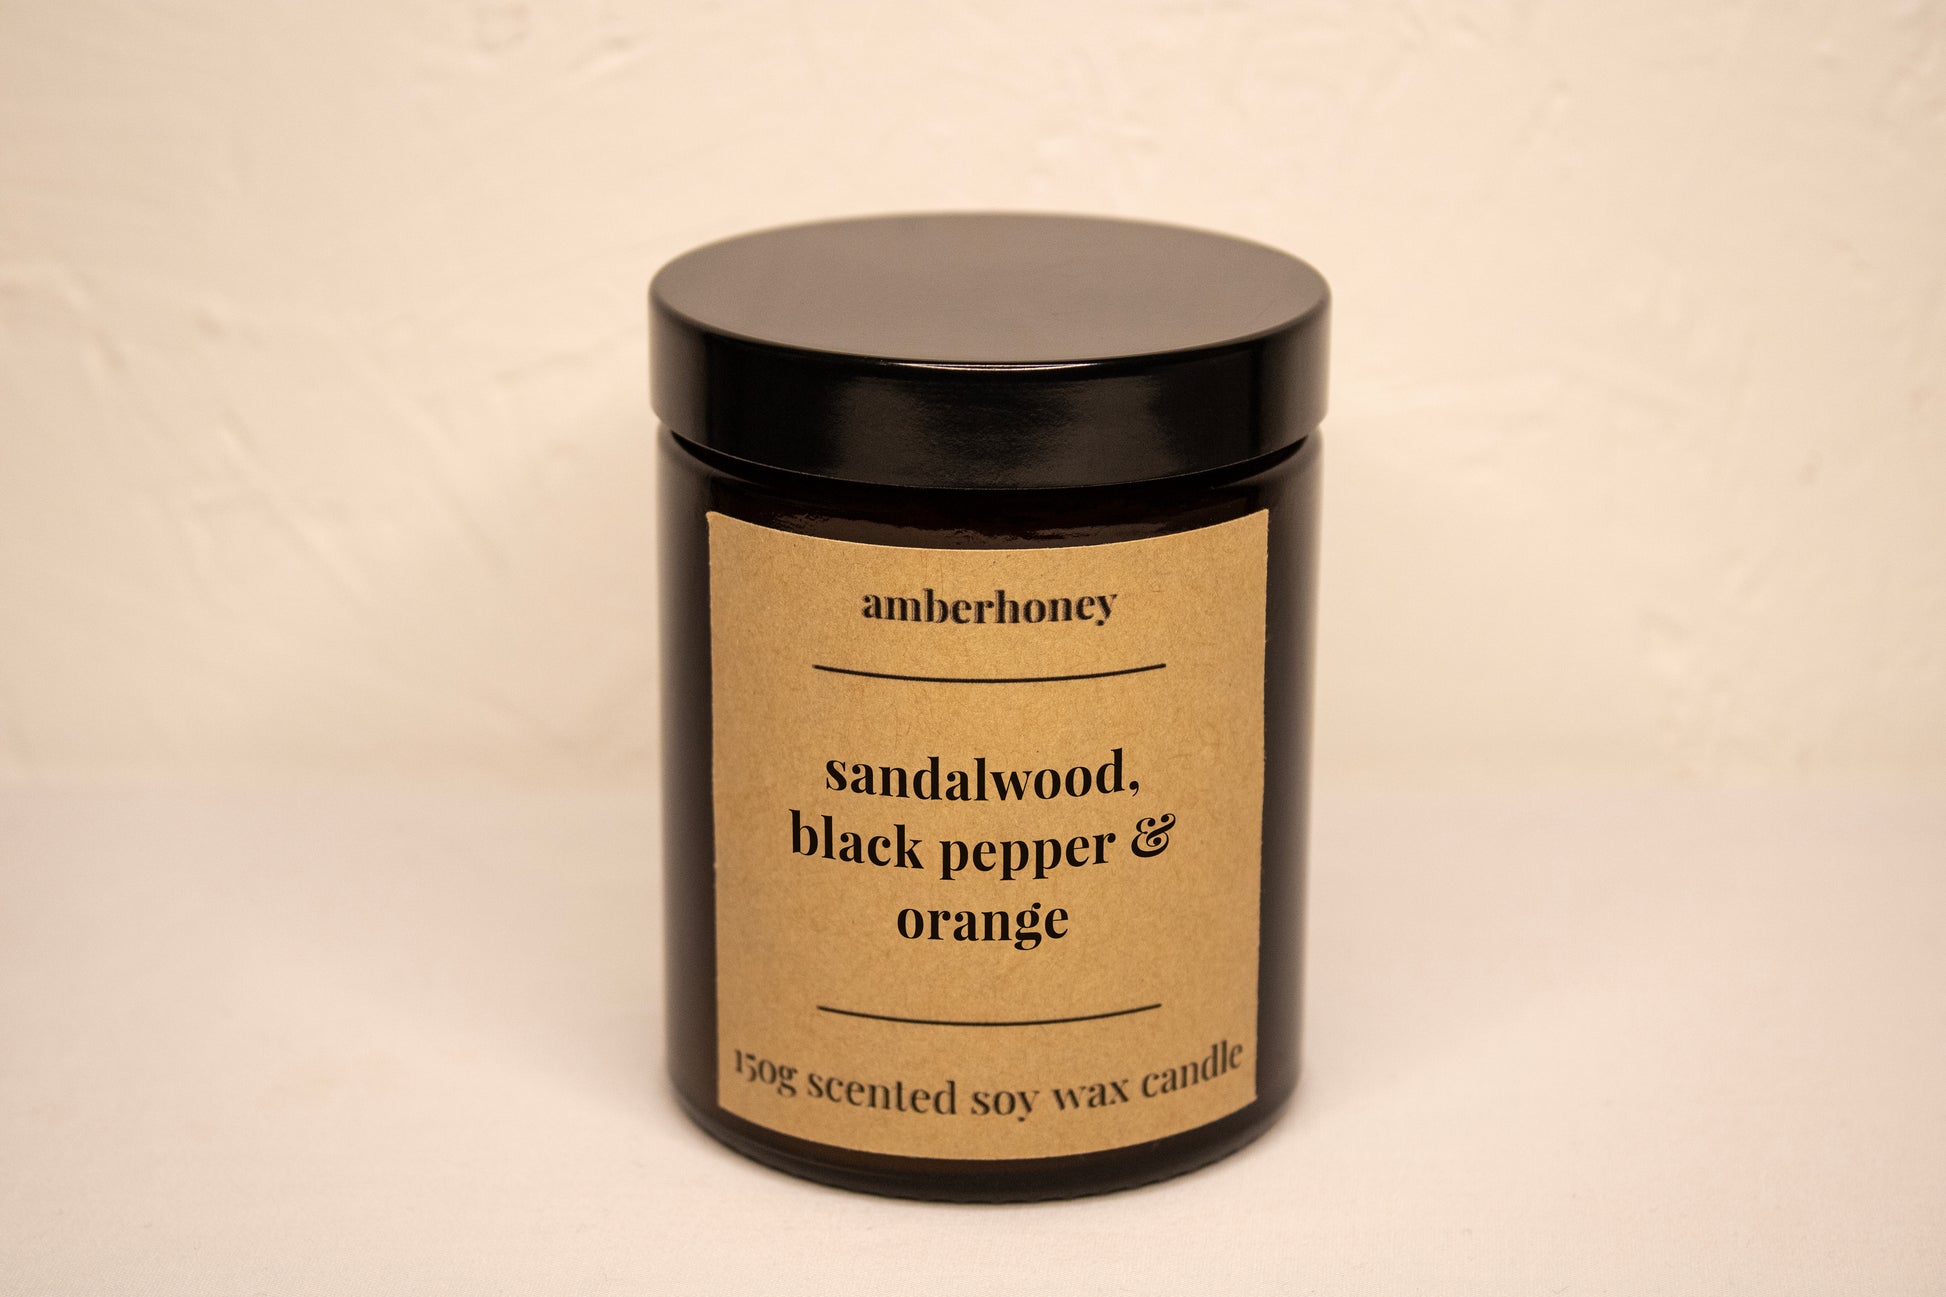 amberhoney
sandalwood,
black pepper &
orange
150g scented soy wax candle